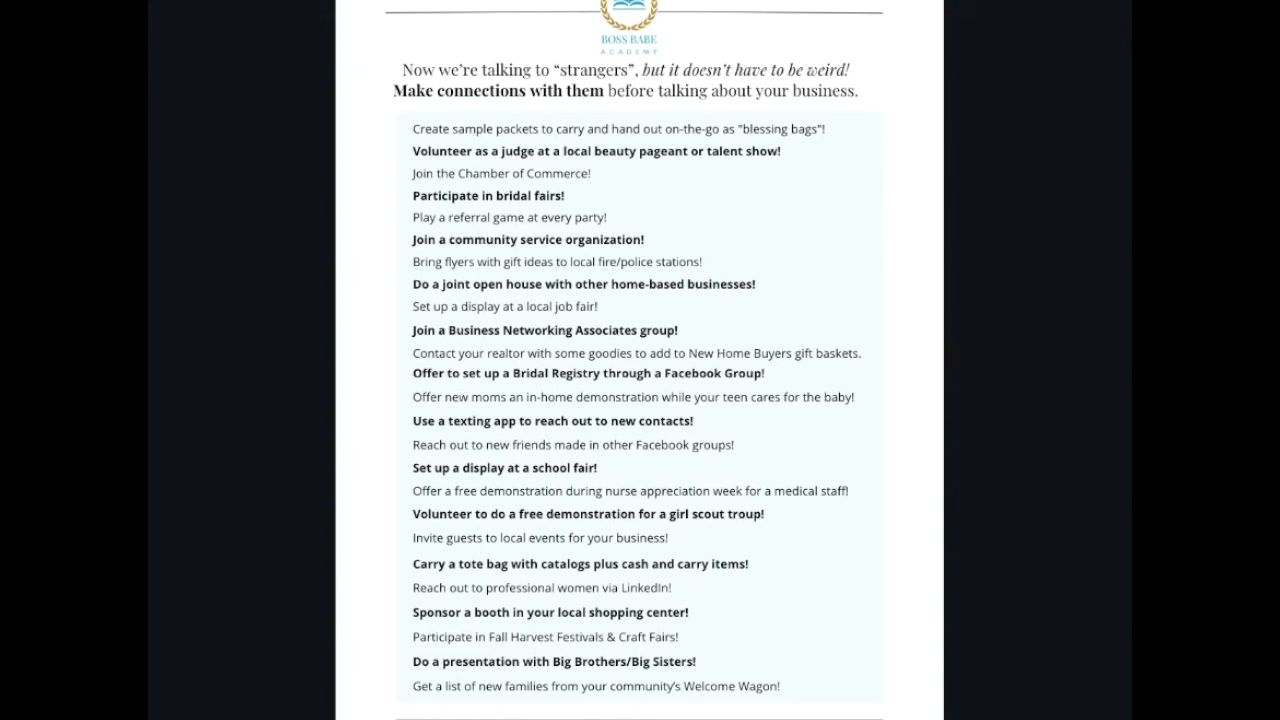 BOSS BABE
ACADEMY
Now we're talking to “strangers”, but it doesn't have to be weird!
Make connections with them before talking about your business.
Create sample packets to carry and hand out on-the-go as "blessing bags"!
Volunteer as a judge at a local beauty pageant or talent show!
Join the Chamber of Commerce!
Participate in bridal fairs!
Play a referral game at every party!
Join a community service organization!
Bring flyers with gift ideas to local fire/police stations!
Do a joint open house with other home-based businesses!
Set up a display at a local job fair!
Join a Business Networking Associates group!
Contact your realtor with some goodies to add to New Home Buyers gift baskets.
Offer to set up a Bridal Registry through a Facebook Group!
Offer new moms an in-home demonstration while your teen cares for the baby!
Use a texting app to reach out to new contacts!
Reach out to new friends made in other Facebook groups!
Set up a display at a school fair!
Offer a free demonstration during nurse appreciation week for a medical staff!
Volunteer to do a free demonstration for a girl scout troup!
Invite guests to local events for your business!
Carry a tote bag with catalogs plus cash and carry items!
Reach out to professional women via LinkedIn!
Sponsor a booth in your local shopping center!
Participate in Fall Harvest Festivals & Craft Fairs!
Do a presentation with Big Brothers/Big Sisters!
Get a list of new families from your community's Welcome Wagon!